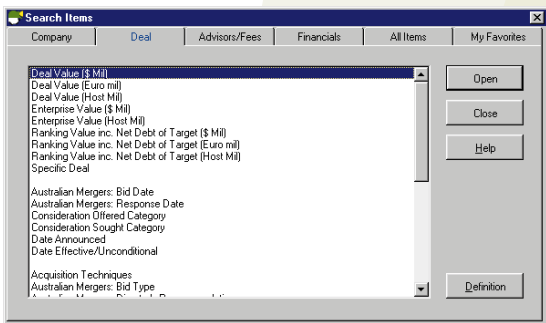 Search Items
Company Deal Advisors/Fees Financials All Items My Favorites
Deal Value ($ Mil)
Deal Value (Euro mil)
Deal Value (Host Mil)
Enterprise Value ($ Mil)
Enterprise Value (Host Mil)
Ranking Value inc. Net Debt of Target ($ Mil)
Ranking Value inc. Net Debt of Target (Euro mil)
Ranking Value inc. Net Debt of Target (Host Mil)
Specific Deal
Australian Mergers: Bid Date
Australian Mergers: Response Date
Consideration Offered Category
Consideration Sought Category
Date Announced
Date Effective/Unconditional
Acquisition Techniques
Australian Mergers: Bid Type
Open
Close
Help
Definition